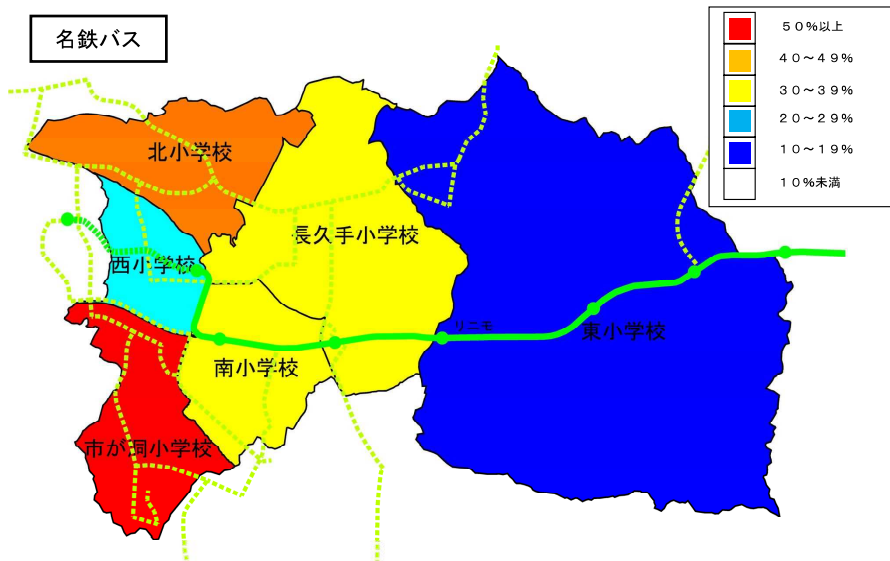 名鉄バス
５０％以上
４０～４９％
３０～３９％
２０～２９％
１０～１９％
１０％未満
北小学校
長久手小学校
西小学校
リニモ
東小学校
南小学校
市が洞小学校